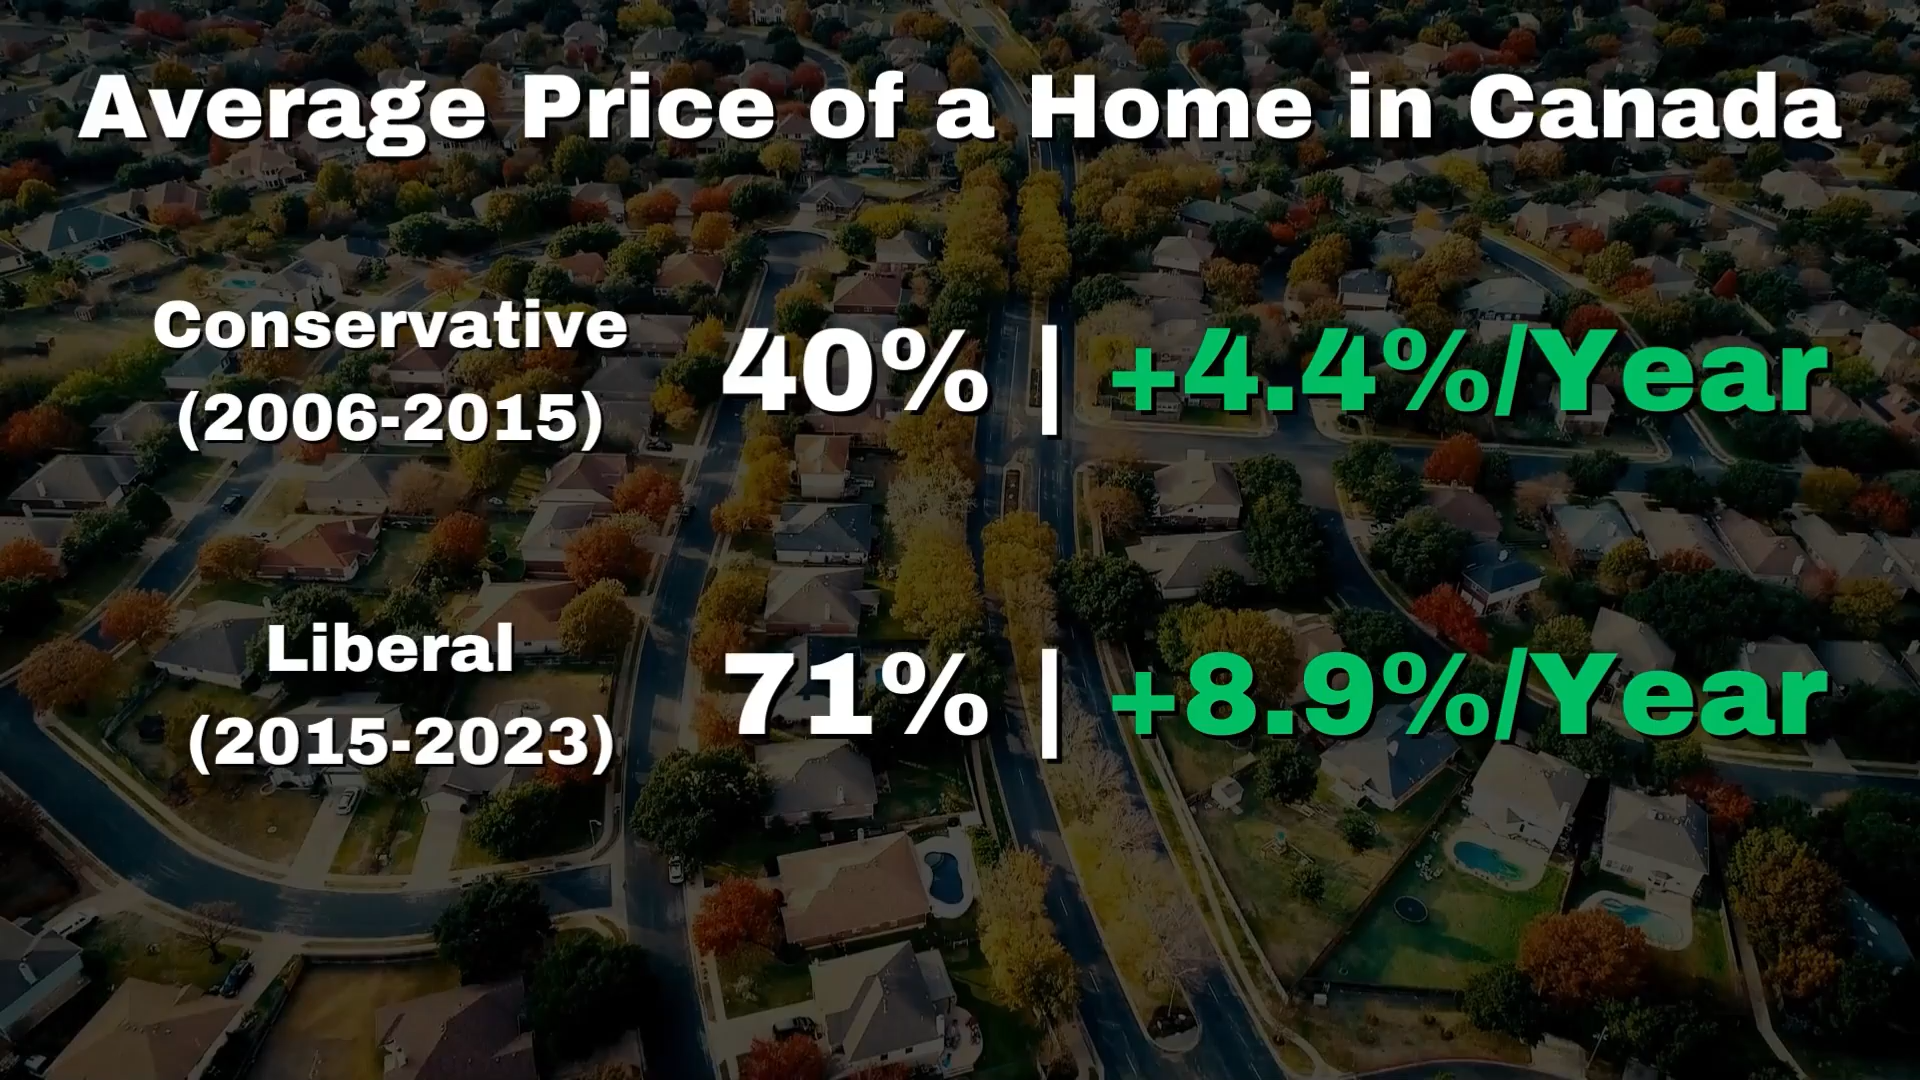 Average Price of a Home in Canada
Conservative
(2006-2015)
40% | +4.4%/Year
Liberal
(2015-2023)
71% | +8.9%/Year